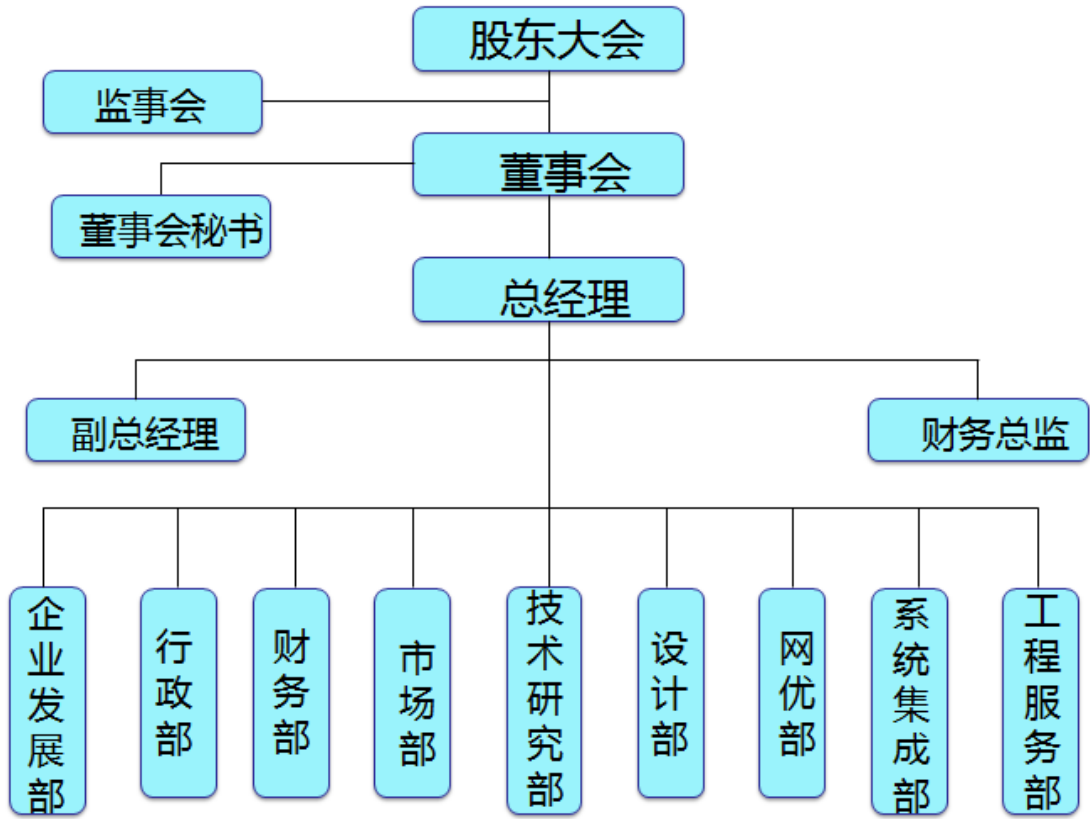 股东大会
监事会
董事会
董事会秘书
总经理
副总经理
财务总监
企业发展部
行政部
财务部
市场部
技术研究部
设计部
网优部
系统集成部
工程服务部